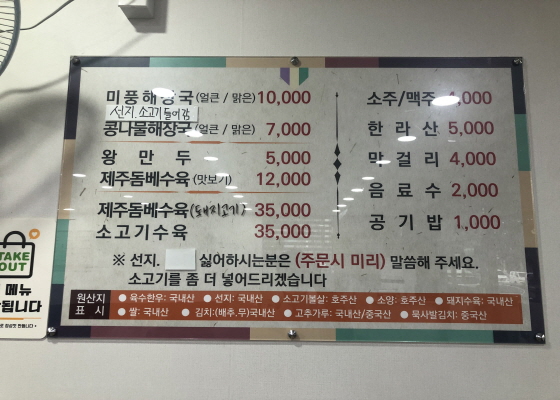 미풍해장국(얼큰 / 맑은) 10,000
선지. 소고기 들어감
콩나물해장국(얼큰 / 맑은) 7,000
왕만두 5,000
제주돔베수육 (맛보기) 12,000
제주돔베수육(돼지고기) 35,000
소고기수육 35,000
소주/맥주 4,000
한라산 5,000
막걸리 4,000
음료수 2,000
공기밥 1,000
※ 선지. 싫어하시는분은 (주문시 미리) 말씀해 주세요.
소고기를 좀 더 넣어드리겠습니다
원산지 표시
● 육수한우: 국내산 ● 선지: 국내산 ● 소고기볼살: 호주산 ● 소양: 호주산 ● 돼지수육: 국내산
● 쌀: 국내산 ● 김치:(배추,무)국내산 ● 고추가루: 국내산/중국산 ● 묵사발김치: 중국산
TAKE
OUT
메뉴
됩니다